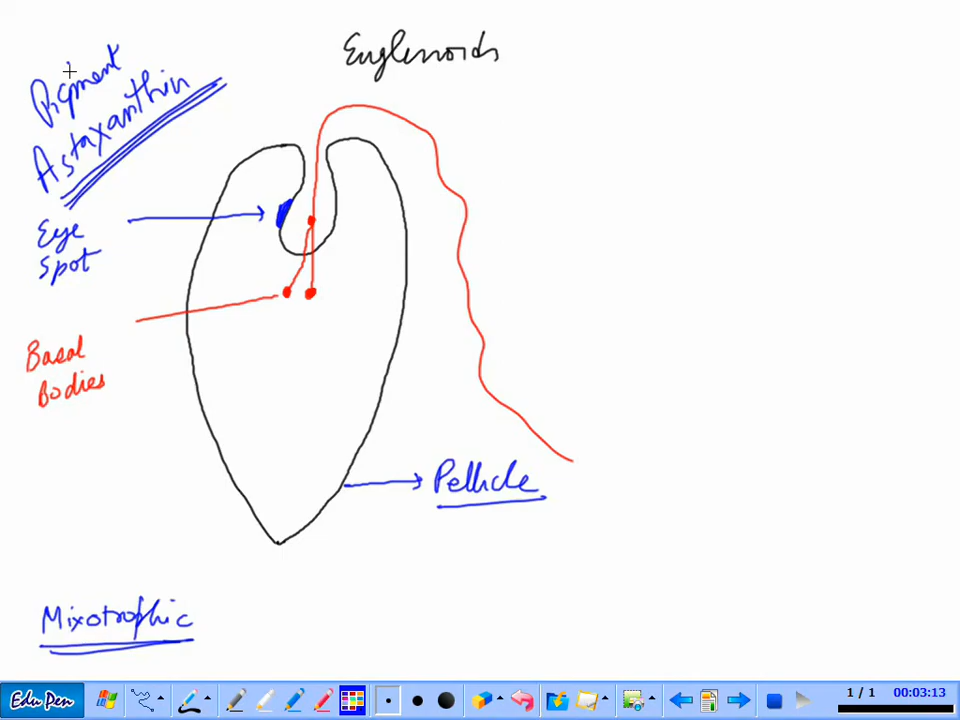 Euglenoids
Pigment
Astaxanthin
Eye
Spot
Basal
Bodies
Pellicle
Mixotrophic
Edu Pen
1 / 1
00:03:13